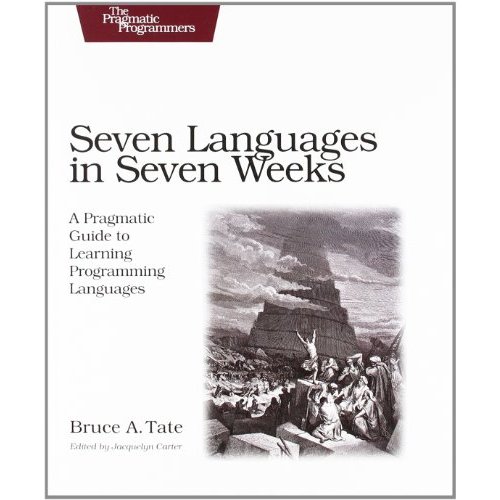 The
Pragmatic
Programmers
Seven Languages
in Seven Weeks
A Pragmatic
Guide to
Learning
Programming
Languages
Bruce A. Tate
Edited by Jacquelyn Carter